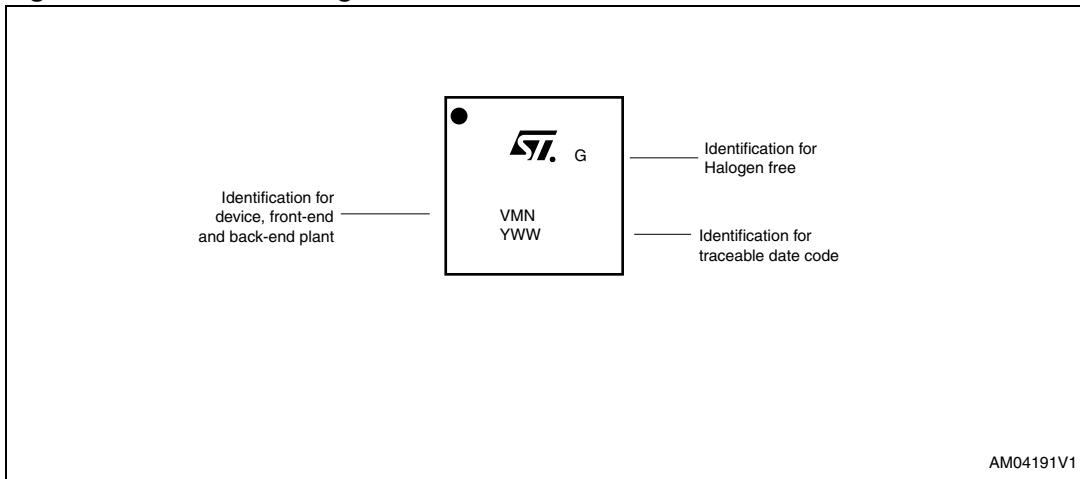 ST.
G
Identification for
Halogen free
Identification for
device, front-end
and back-end plant
VMN
YWW
Identification for
traceable date code
AM04191V1